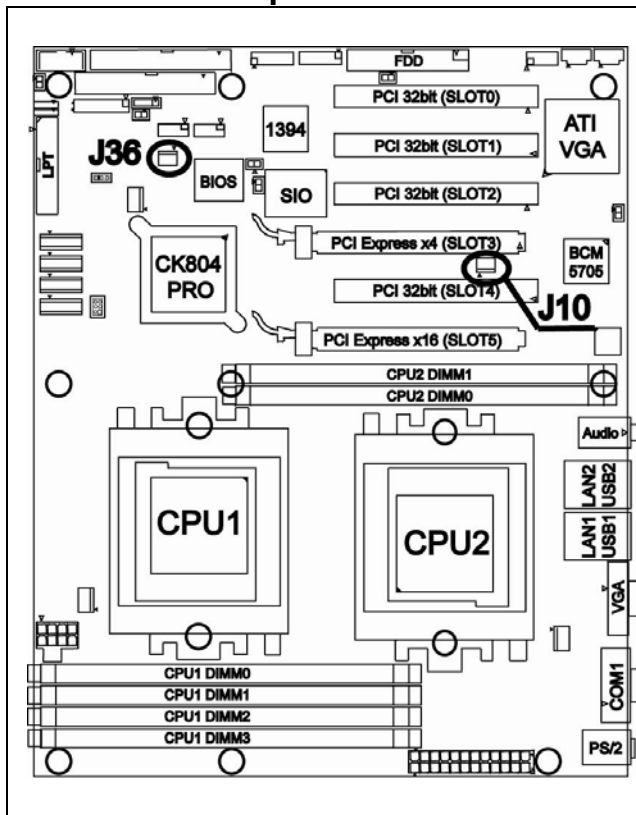 FDD
PCI 32bit (SLOT0)
1394
PCI 32bit (SLOT1)
ATI
VGA
J36
LPT
BIOS
SIO
PCI 32bit (SLOT2)
PCI Express x4 (SLOT3)
CK804
PRO
BCM
5705
PCI 32bit (SLOT4)
J10
PCI Express x16 (SLOT5)
CPU2 DIMM1
CPU2 DIMM0
Audio
LAN2
USB2
CPU1
CPU2
LAN1
USB1
VGA
CPU1 DIMM0
CPU1 DIMM1
CPU1 DIMM2
CPU1 DIMM3
COM1
PS/2